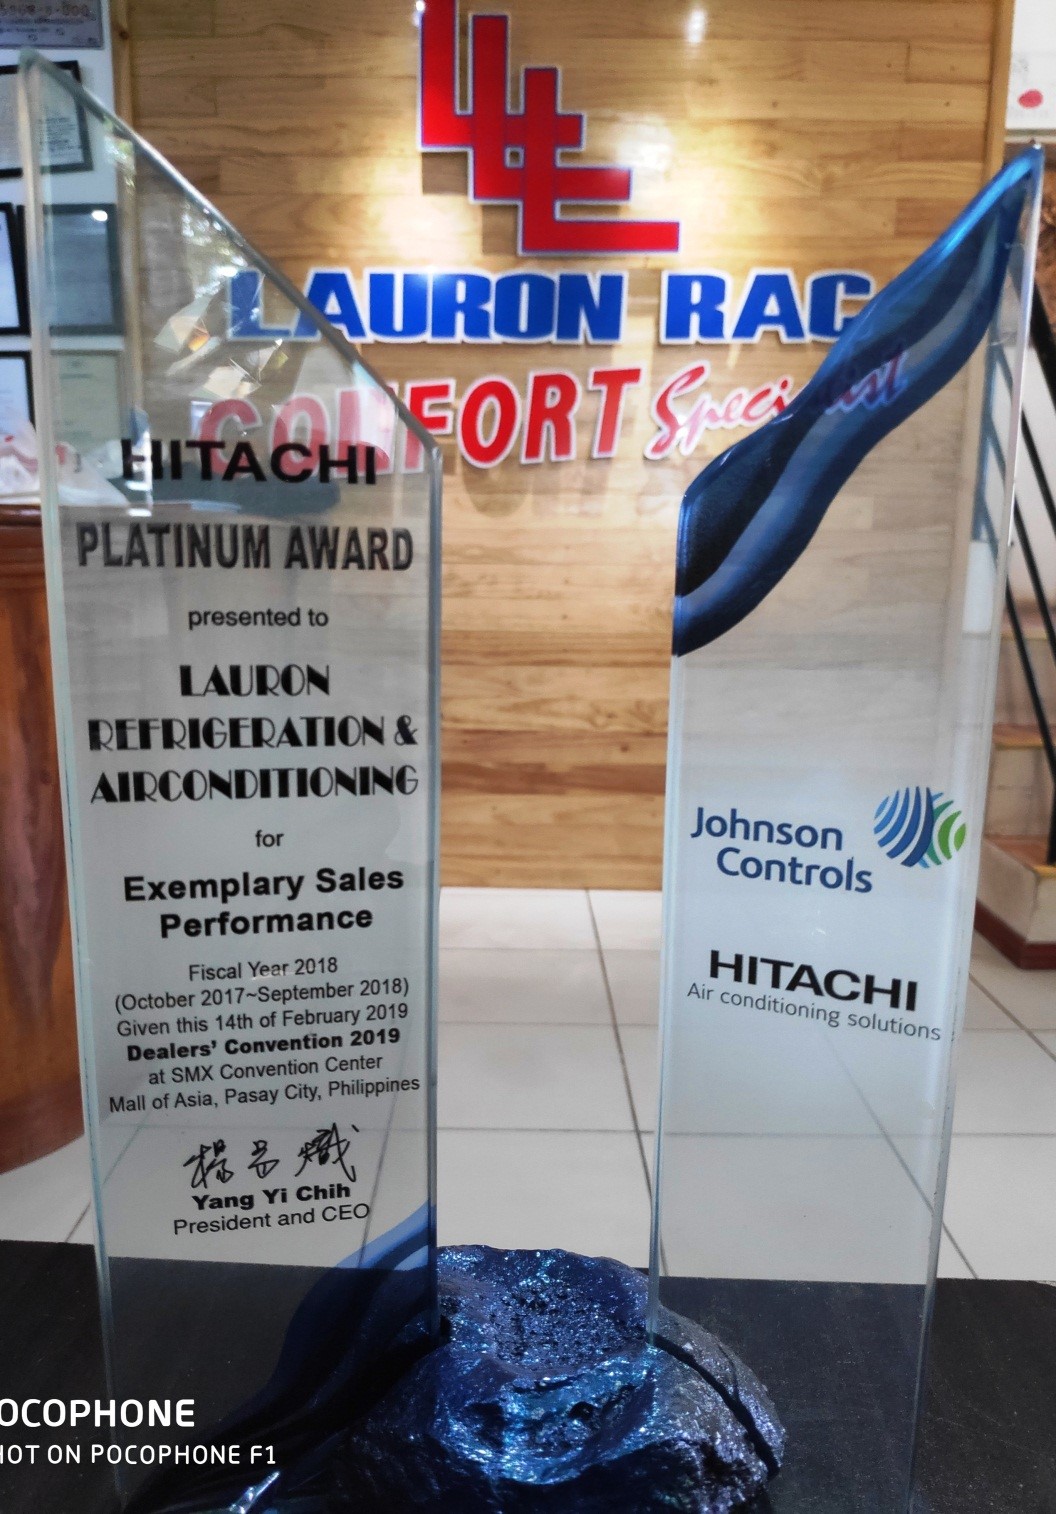 LAURON RAC
COMFORT Specialist
HITACHI
PLATINUM AWARD
presented to
LAURON
REFRIGERATION &
AIRCONDITIONING
for
Exemplary Sales
Performance
Fiscal Year 2018
(October 2017~September 2018)
Given this 14th of February 2019
Dealers' Convention 2019
at SMX Convention Center
Mall of Asia, Pasay City, Philippines
Yang Yi Chih
President and CEO
Johnson
Controls
HITACHI
Air conditioning solutions
OCOPHONE
HOT ON POCOPHONE F1